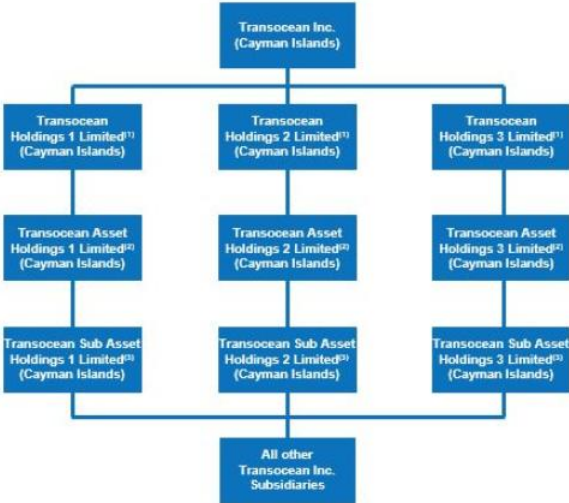 Transocean Inc.
(Cayman Islands)
Transocean
Holdings 1 Limited(1)
(Cayman Islands)
Transocean
Holdings 2 Limited(1)
(Cayman Islands)
Transocean
Holdings 3 Limited(1)
(Cayman Islands)
Transocean Asset
Holdings 1 Limited(2)
(Cayman Islands)
Transocean Asset
Holdings 2 Limited(2)
(Cayman Islands)
Transocean Asset
Holdings 3 Limited(2)
(Cayman Islands)
Transocean Sub Asset
Holdings 1 Limited(3)
(Cayman Islands)
Transocean Sub Asset
Holdings 2 Limited(3)
(Cayman Islands)
Transocean Sub Asset
Holdings 3 Limited(3)
(Cayman Islands)
All other
Transocean Inc.
Subsidiaries